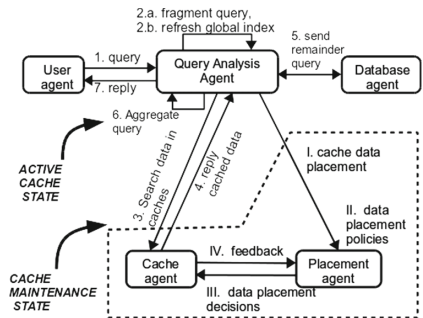 2.a. fragment query,
2.b. refresh global index
5. send
remainder
query
1. query
User
agent
7. reply
Query Analysis
Agent
Database
agent
6. Aggregate
query
ACTIVE
CACHE
STATE
3. Search data in
caches
4. reply
cached data
I. cache data
placement
II. data
placement
policies
IV. feedback
Cache
agent
Placement
agent
III. data placement
decisions
CACHE
MAINTENANCE
STATE